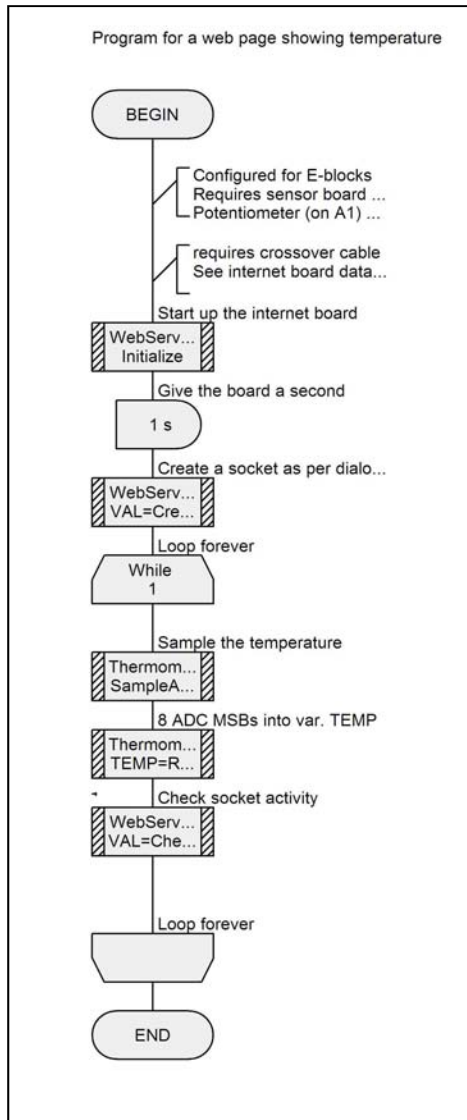 Program for a web page showing temperature
BEGIN
Configured for E-blocks
Requires sensor board ...
Potentiometer (on A1) ...
requires crossover cable
See internet board data...
Start up the internet board
WebServ...
Initialize
Give the board a second
1 s
Create a socket as per dialo...
WebServ...
VAL=Cre...
Loop forever
While
1
Sample the temperature
Thermom...
SampleA...
8 ADC MSBs into var. TEMP
Thermom...
TEMP=R...
Check socket activity
WebServ...
VAL=Che...
Loop forever
END